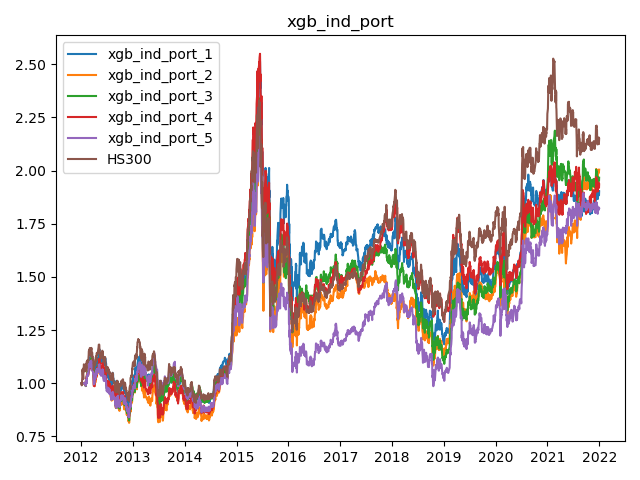 xgb_ind_port
xgb_ind_port_1
xgb_ind_port_2
xgb_ind_port_3
xgb_ind_port_4
xgb_ind_port_5
HS300
2.50
2.25
2.00
1.75
1.50
1.25
1.00
0.75
2012 2013 2014 2015 2016 2017 2018 2019 2020 2021 2022